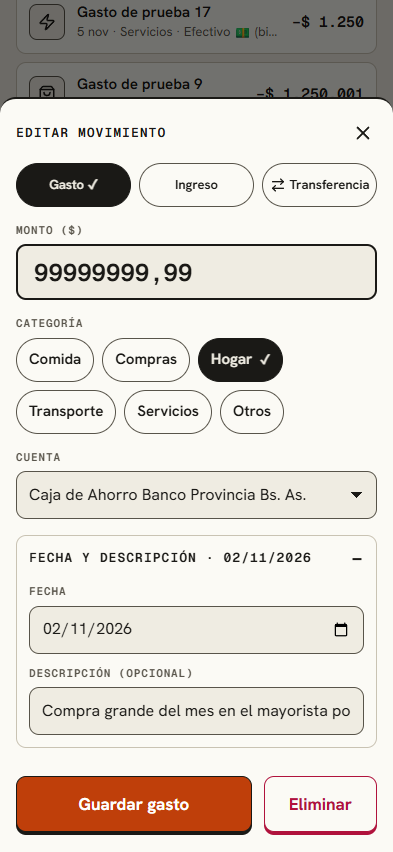 Gasto de prueba 17
5 nov · Servicios · Efectivo 💵 (bi...
−$ 1.250
Gasto de prueba 9
−$ 1.250.001
EDITAR MOVIMIENTO
Gasto ✓
Ingreso
⇄ Transferencia
MONTO ($)
99999999,99
CATEGORÍA
Comida
Compras
Hogar ✓
Transporte
Servicios
Otros
CUENTA
Caja de Ahorro Banco Provincia Bs. As.
FECHA Y DESCRIPCIÓN · 02/11/2026 −
FECHA
02/11/2026
DESCRIPCIÓN (OPCIONAL)
Compra grande del mes en el mayorista po
Guardar gasto
Eliminar